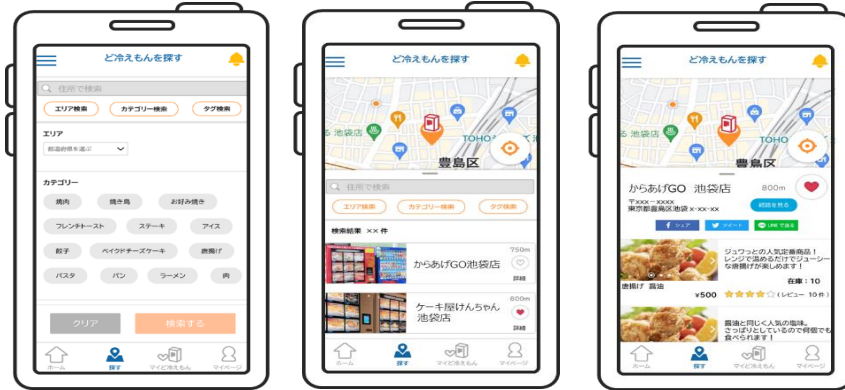 ど冷えもんを探す
住所で検索
エリア検索 カテゴリー検索 タグ検索
エリア
都道府県を選ぶ
カテゴリー
焼肉 焼き鳥 お好み焼き
フレンチトースト ステーキ アイス
餃子 ベイクドチーズケーキ 唐揚げ
パスタ パン ラーメン 肉
クリア 検索する
ホーム 探す マイど冷えもん マイページ
ど冷えもんを探す
る 池袋店
TOHO
豊島区
住所で検索
エリア検索 カテゴリー検索 タグ検索
検索結果 ×× 件
750m
からあげGO池袋店
詳細
800m
ケーキ屋けんちゃん
池袋店
詳細
ホーム 探す マイど冷えもん マイページ
ど冷えもんを探す
る 池袋店
TOHO
豊島区
からあげGO 池袋店 800m
〒xxx-xxxx
東京都豊島区池袋×-××-××
経路を見る
シェア ツイート LINEで送る
ジュワっとの人気定番商品！
レンジで温めるだけでジューシー
な唐揚げが楽しめます！
在庫：10
唐揚げ 醤油
¥500 (レビュー 10件)
醤油と同じく人気の塩味。
さっぱりとしているので何個でも
食べられます！
ホーム 探す マイど冷えもん マイページ